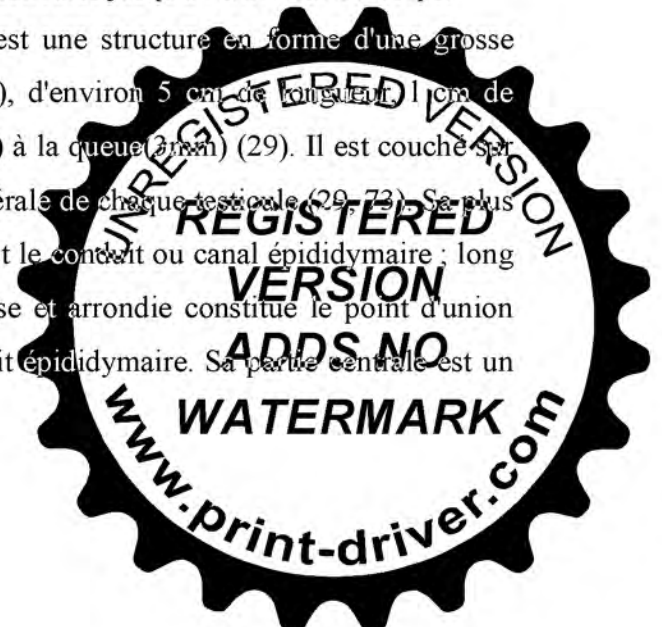 est une structure en forme d'une grosse
), d'environ 5 cm de longueur, 1 cm de
) à la queue(3mm) (29). Il est couché sur
érale de chaque testicule (29, 73). Sa plus
t le conduit ou canal épididymaire : long
se et arrondie constitue le point d'union
it épididymaire. Sa partie centrale est un
UNREGISTERED VERSION
REGISTERED
VERSION
ADDS NO
WATERMARK
www.print-driver.com